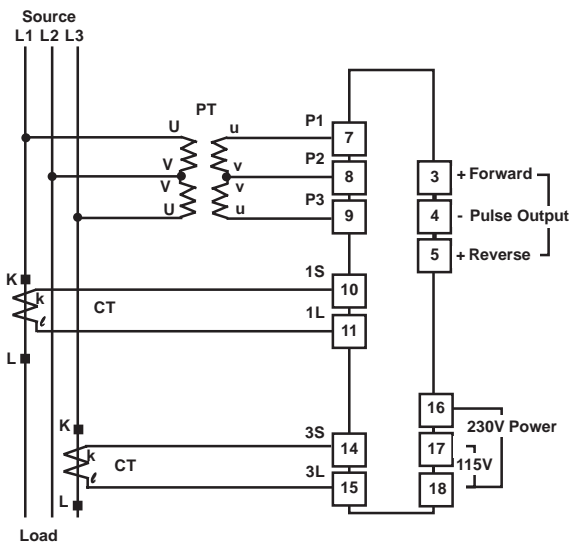 Source
L1 L2 L3
PT
U u P1 7
V v P2 8 3 + Forward
V v
U u P3 9 4 - Pulse Output
5 + Reverse
K 1S 10
k CT
ℓ 1L 11
L
16
230V Power
K 3S 14 17
k CT 115V
ℓ 3L 15 18
L
Load